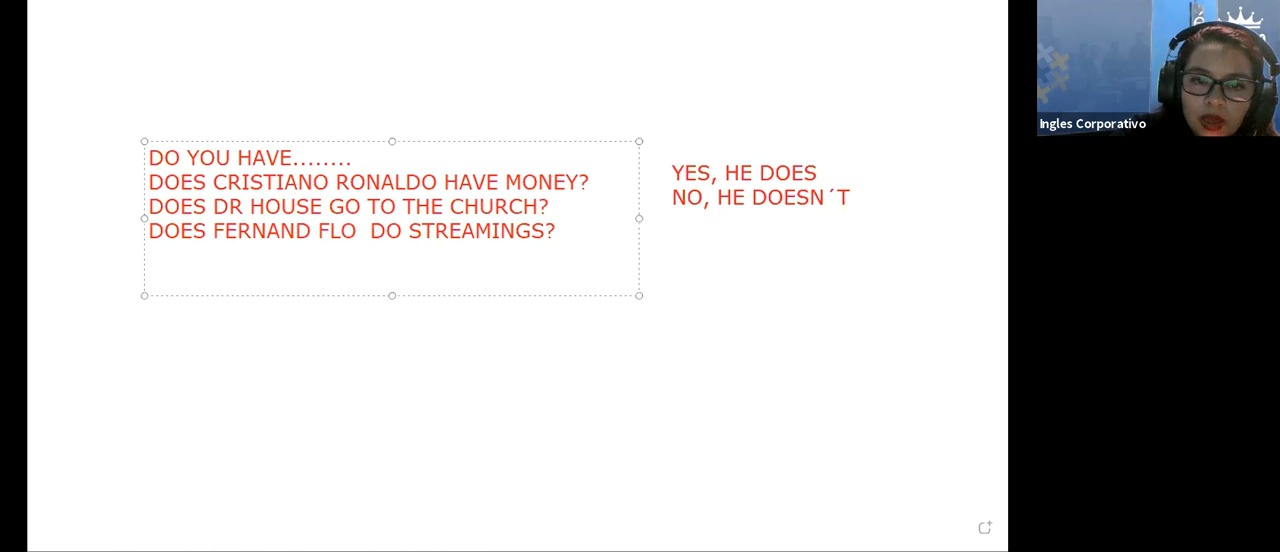 DO YOU HAVE........
DOES CRISTIANO RONALDO HAVE MONEY?
DOES DR HOUSE GO TO THE CHURCH?
DOES FERNAND FLO  DO STREAMINGS?
YES, HE DOES
NO, HE DOESN´T
Ingles Corporativo